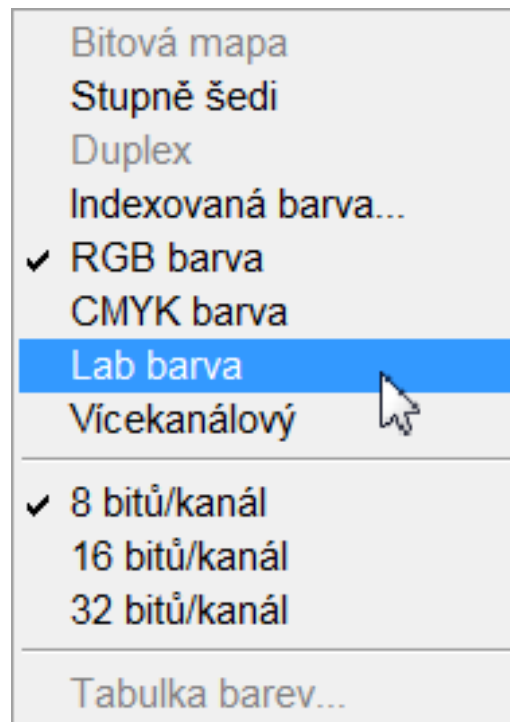 Bitová mapa
Stupně šedi
Duplex
Indexovaná barva...
RGB barva
CMYK barva
Lab barva
Vícekanálový
8 bitů/kanál
16 bitů/kanál
32 bitů/kanál
Tabulka barev...